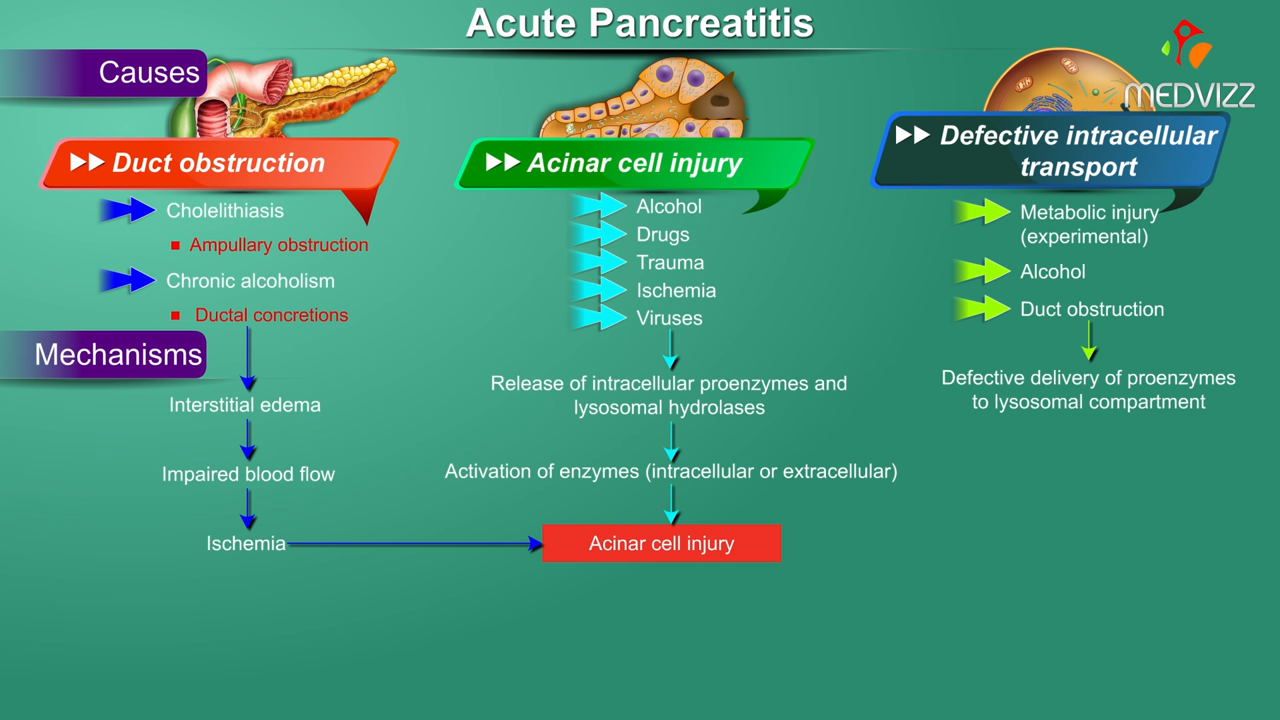 Acute Pancreatitis
MEDVIZZ
Causes
Duct obstruction
Cholelithiasis
Ampullary obstruction
Chronic alcoholism
Ductal concretions
Mechanisms
Interstitial edema
Impaired blood flow
Ischemia
Acinar cell injury
Alcohol
Drugs
Trauma
Ischemia
Viruses
Release of intracellular proenzymes and
lysosomal hydrolases
Activation of enzymes (intracellular or extracellular)
Acinar cell injury
Defective intracellular
transport
Metabolic injury
(experimental)
Alcohol
Duct obstruction
Defective delivery of proenzymes
to lysosomal compartment